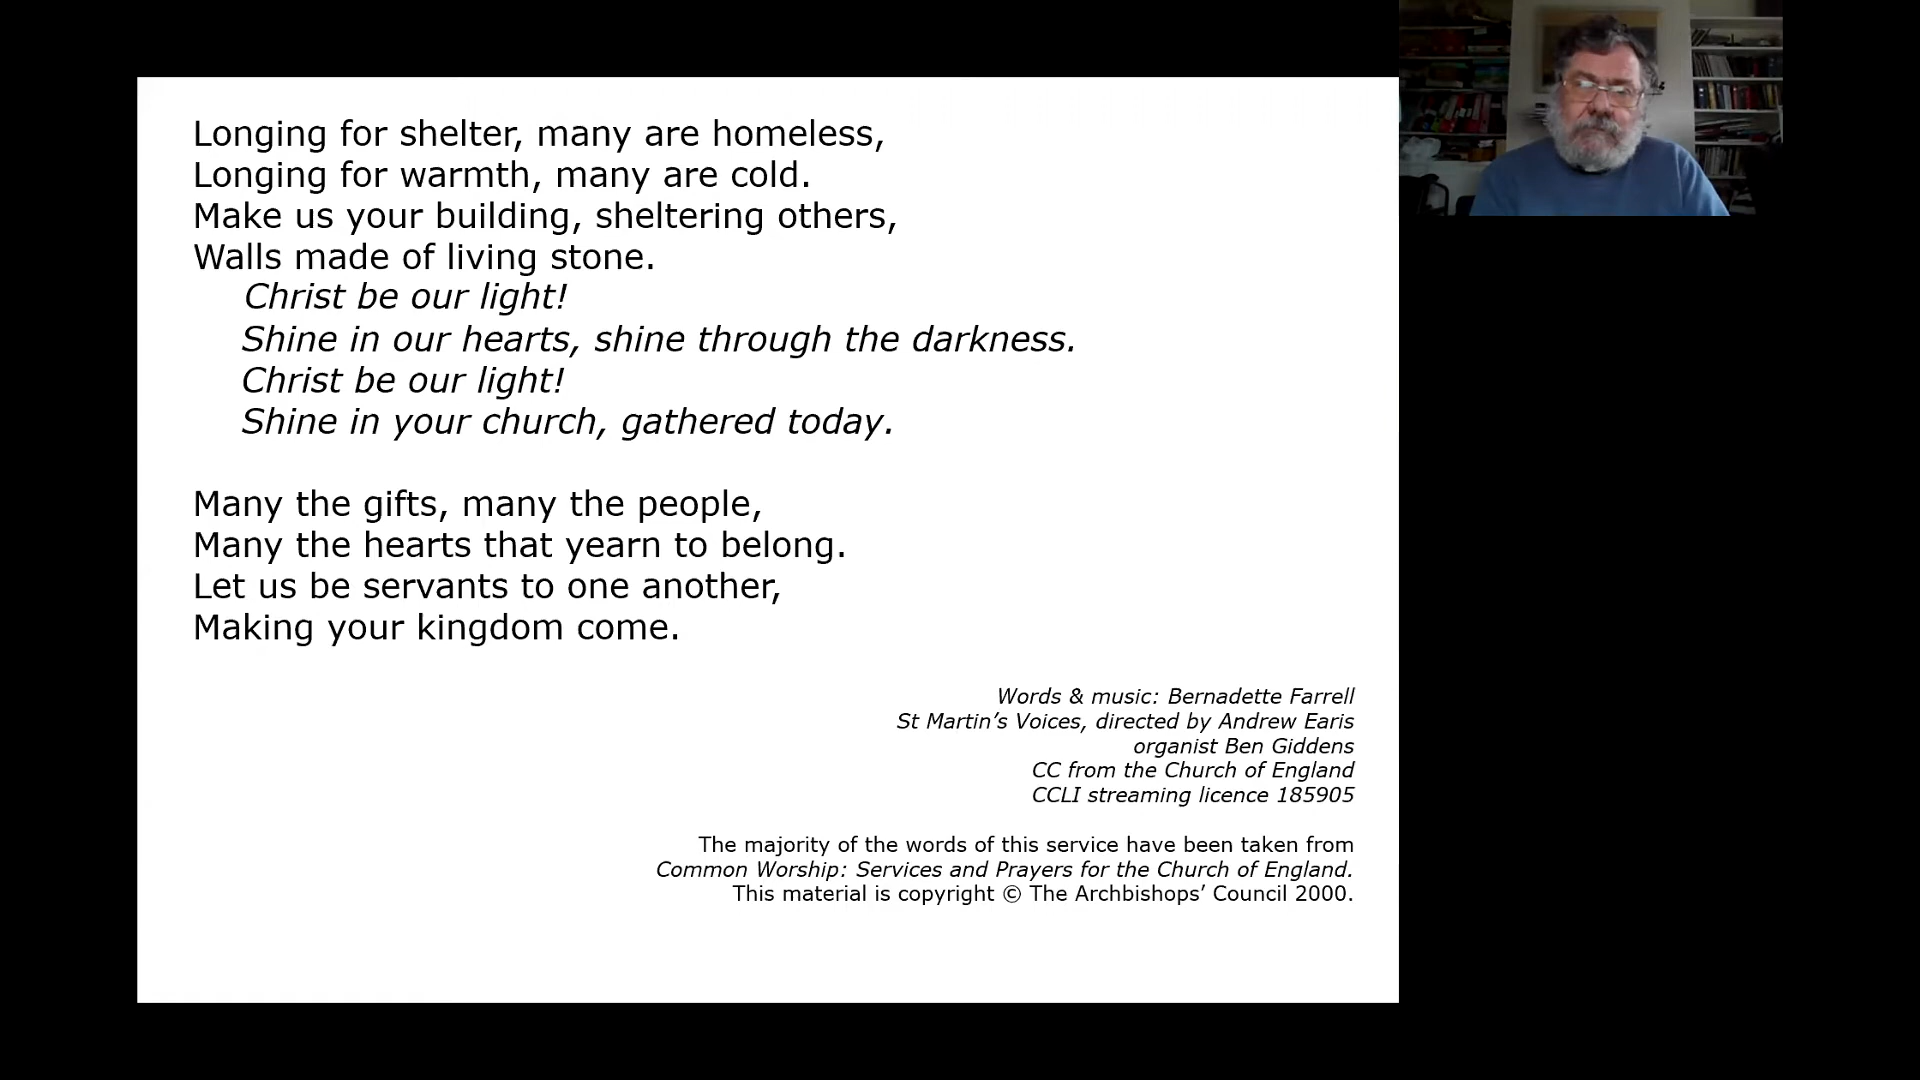 Longing for shelter, many are homeless,
Longing for warmth, many are cold.
Make us your building, sheltering others,
Walls made of living stone.
Christ be our light!
Shine in our hearts, shine through the darkness.
Christ be our light!
Shine in your church, gathered today.
Many the gifts, many the people,
Many the hearts that yearn to belong.
Let us be servants to one another,
Making your kingdom come.
Words & music: Bernadette Farrell
St Martin’s Voices, directed by Andrew Earis
organist Ben Giddens
CC from the Church of England
CCLI streaming licence 185905
The majority of the words of this service have been taken from
Common Worship: Services and Prayers for the Church of England.
This material is copyright © The Archbishops’ Council 2000.